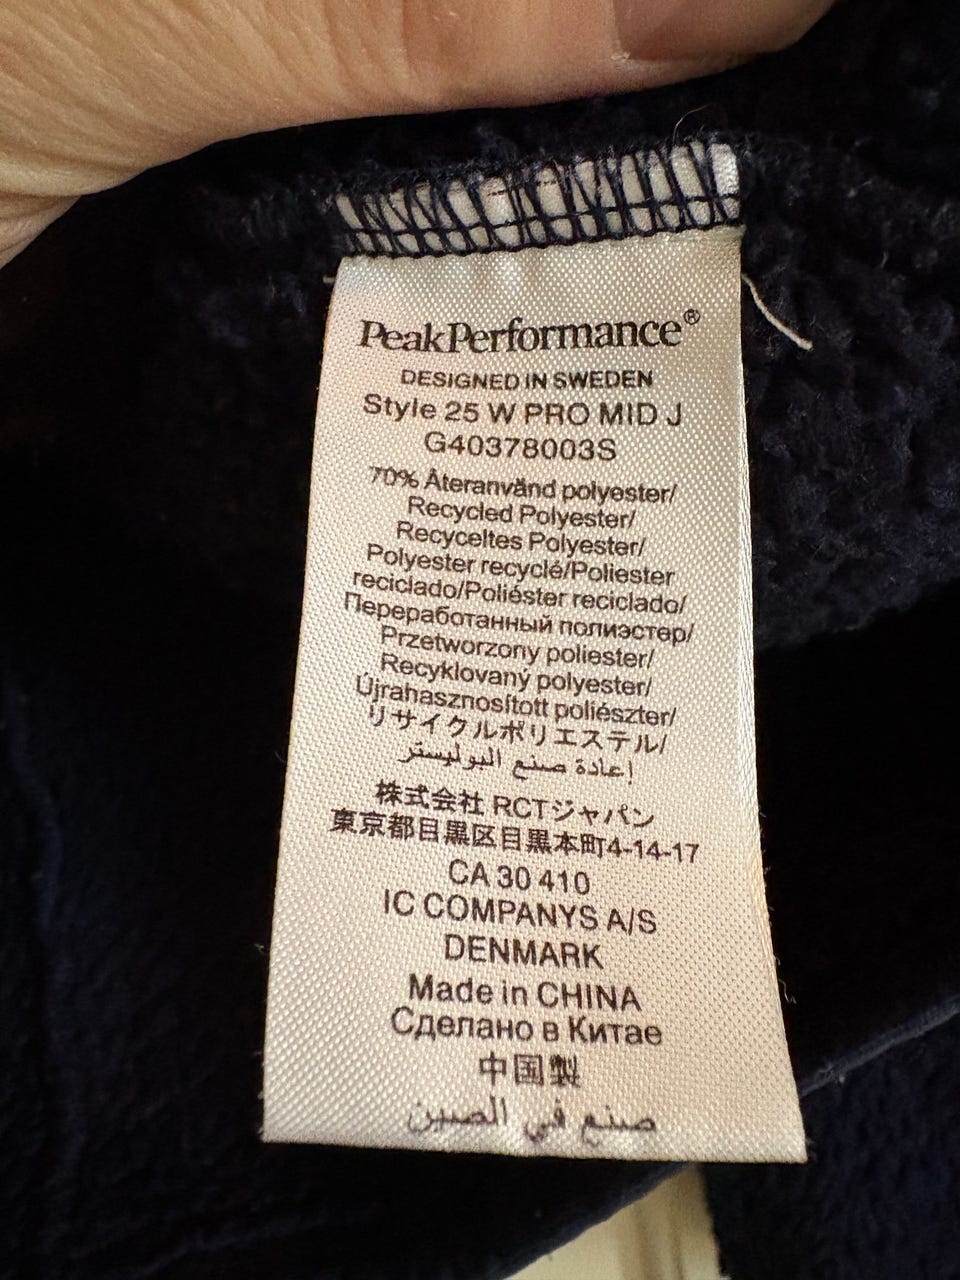 PeakPerformance®
DESIGNED IN SWEDEN
Style 25 W PRO MID J
G40378003S
70% Återanvänd polyester/
Recycled Polyester/
Recyceltes Polyester/
Polyester recyclé/Poliester
reciclado/Poliéster reciclado/
Переработанный полиэстер/
Przetworzony poliester/
Recyklovaný polyester/
Újrahasznosított poliészter/
リサイクルポリエステル/
إعادة صنع البوليستر
株式会社 RCTジャパン
東京都目黒区目黒本町4-14-17
CA 30 410
IC COMPANYS A/S
DENMARK
Made in CHINA
Сделано в Китае
中国製
صنع في الصين